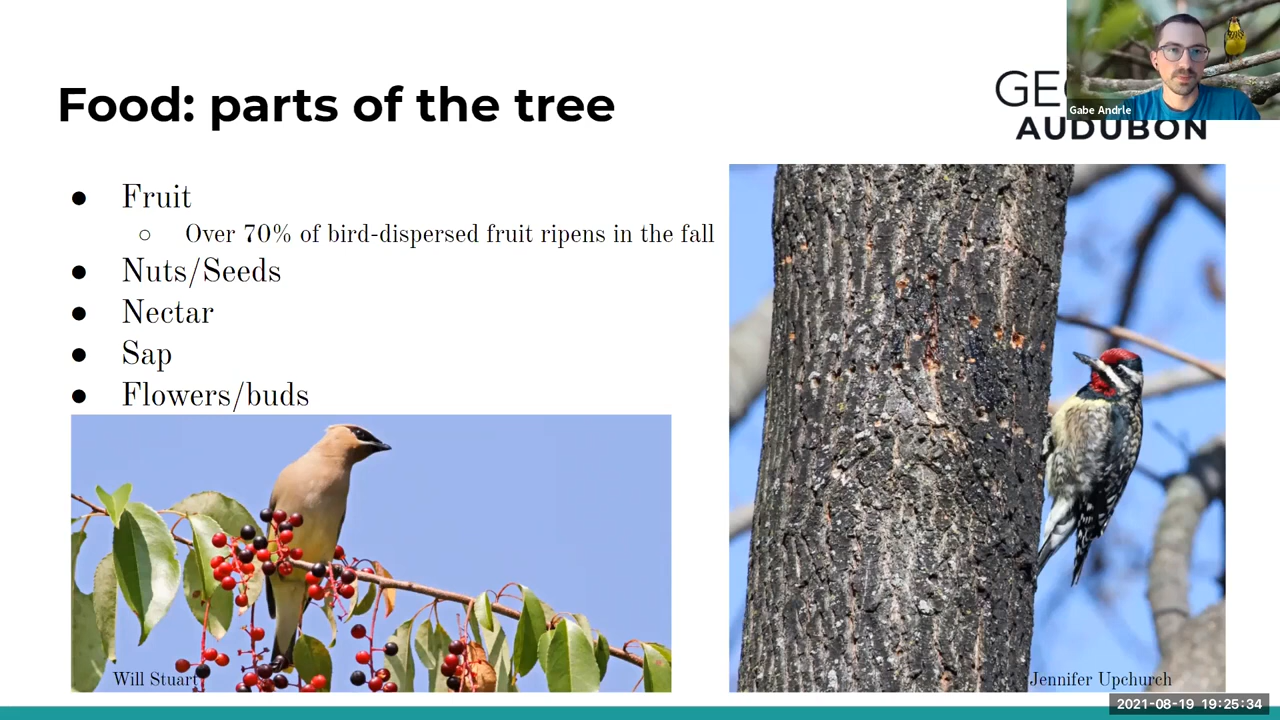 Food: parts of the tree
GE
AUDUBON
Gabe Andrle
Fruit
Over 70% of bird-dispersed fruit ripens in the fall
Nuts/Seeds
Nectar
Sap
Flowers/buds
Will Stuart
Jennifer Upchurch
2021-08-19 19:25:34